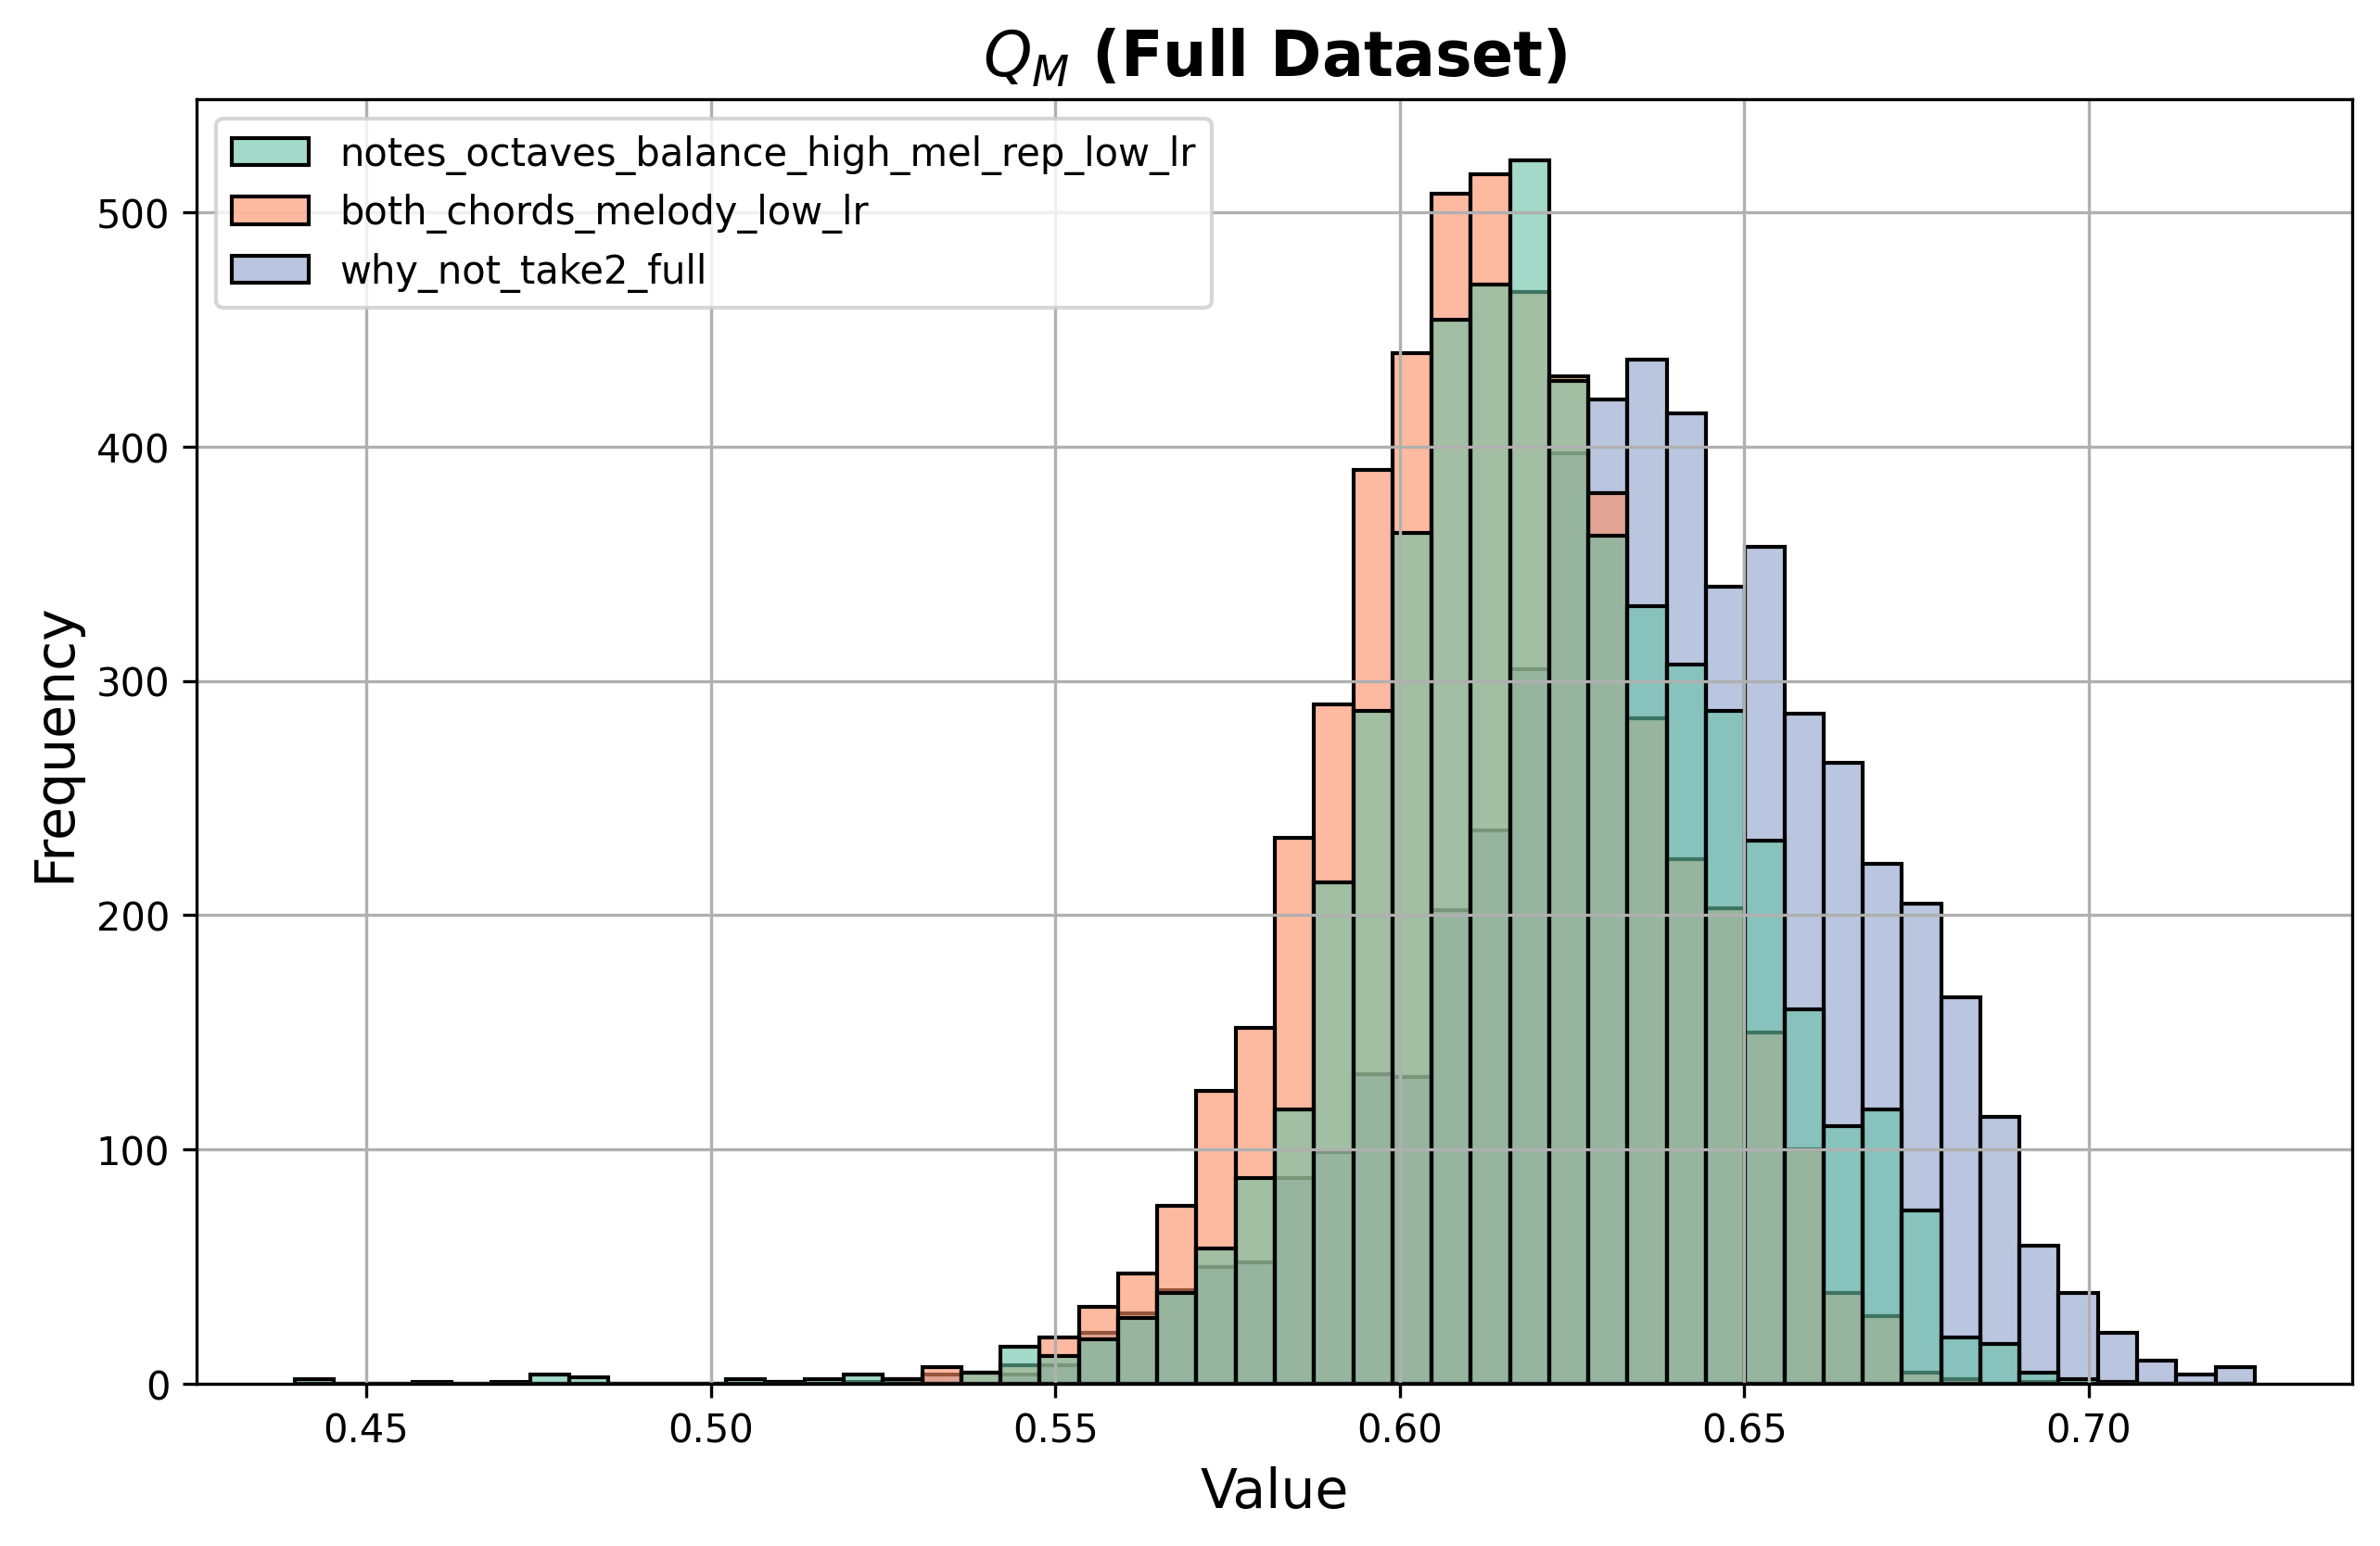 Q_M (Full Dataset)
notes_octaves_balance_high_mel_rep_low_lr
both_chords_melody_low_lr
why_not_take2_full
500
400
300
200
100
0
Frequency
0.45 0.50 0.55 0.60 0.65 0.70
Value